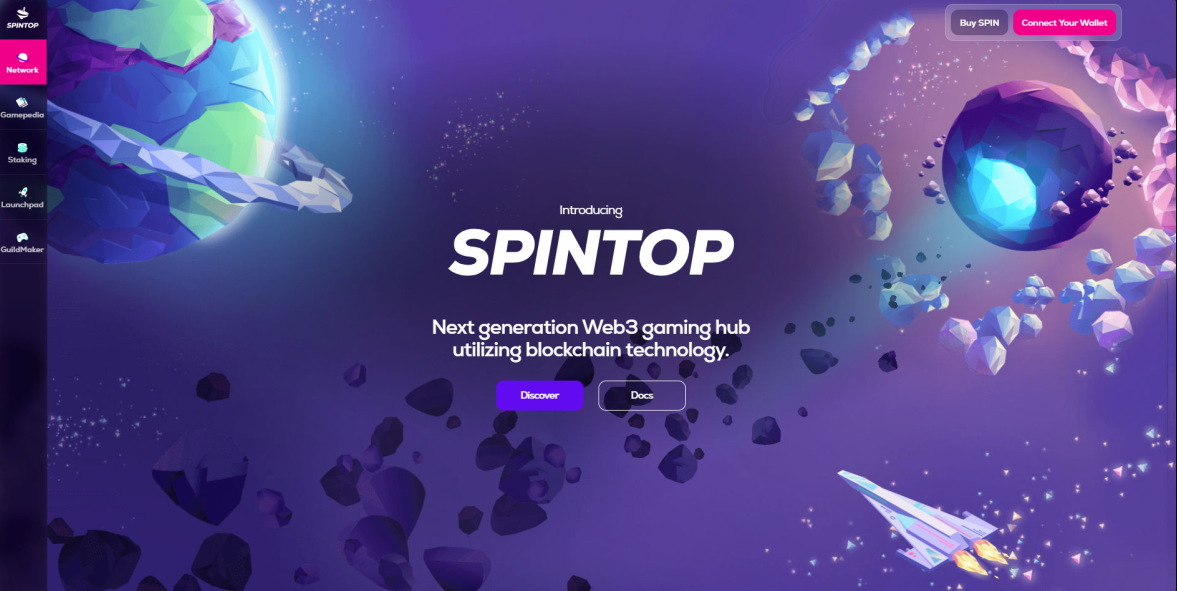 SPINTOP
Network
Gamepedia
Staking
Launchpad
GuildMaker
Buy SPIN
Connect Your Wallet
Introducing
SPINTOP
Next generation Web3 gaming hub
utilizing blockchain technology.
Discover
Docs